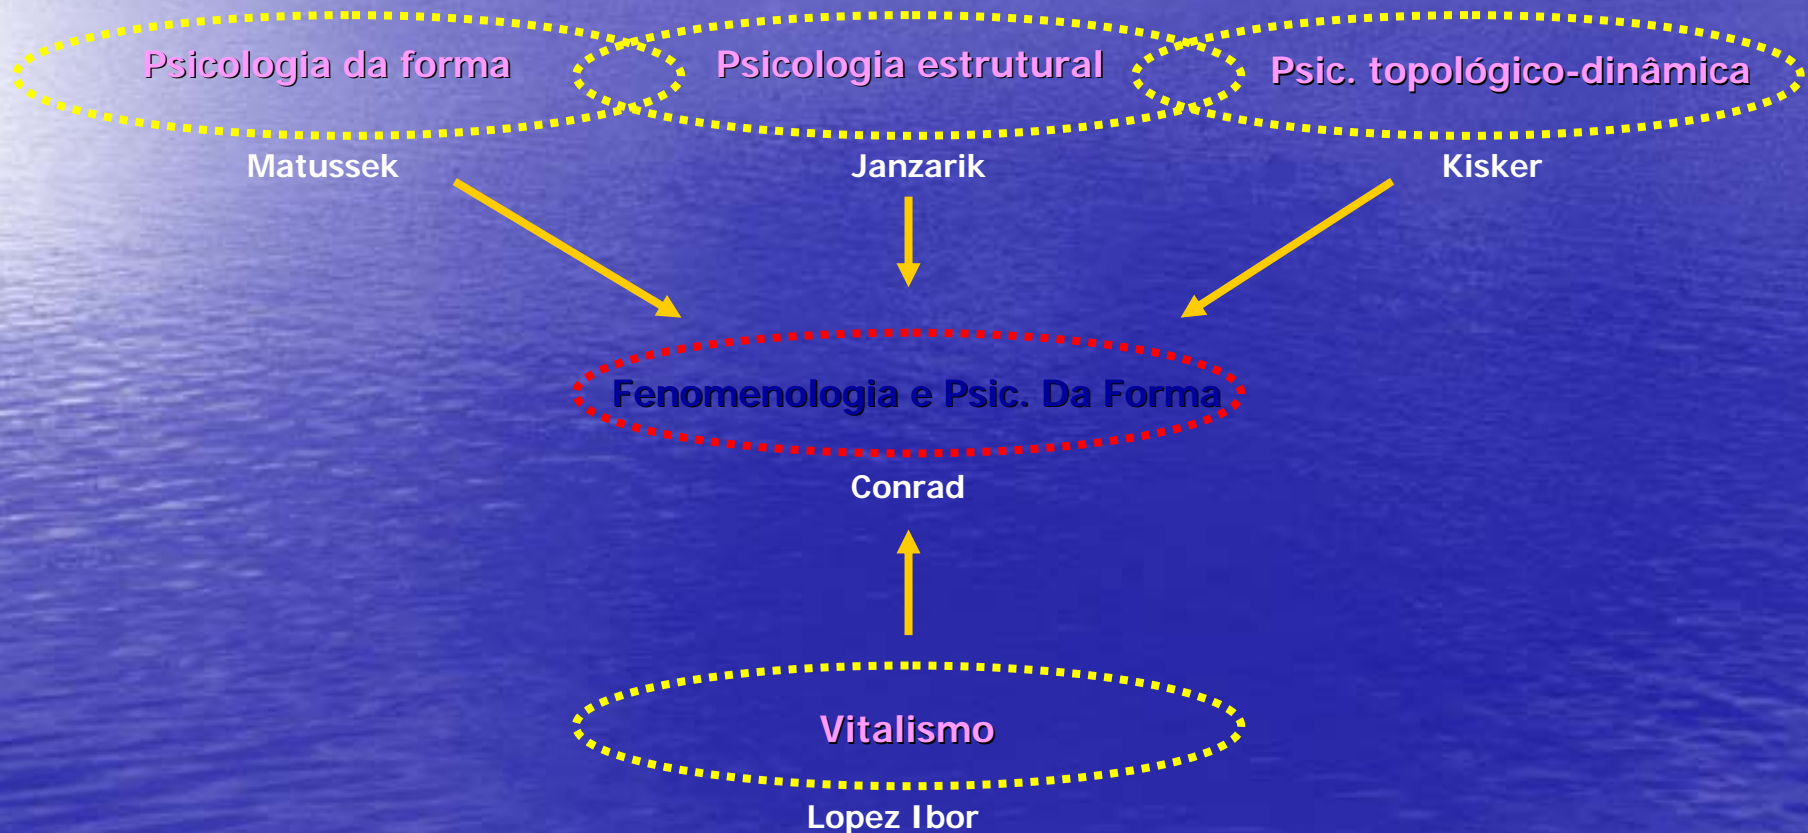 Psicologia da forma
Psicologia estrutural
Psic. topológico-dinâmica
Matussek
Janzarik
Kisker
Fenomenologia e Psic. Da Forma
Conrad
Vitalismo
Lopez Ibor